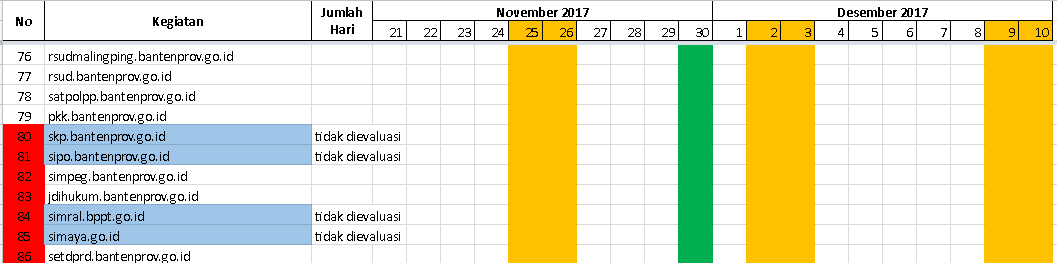 No Kegiatan Jumlah Hari November 2017 Desember 2017
21 22 23 24 25 26 27 28 29 30 1 2 3 4 5 6 7 8 9 10
76 rsudmalingping.bantenprov.go.id
77 rsud.bantenprov.go.id
78 satpolpp.bantenprov.go.id
79 pkk.bantenprov.go.id
80 skp.bantenprov.go.id tidak dievaluasi
81 sipo.bantenprov.go.id tidak dievaluasi
82 simpeg.bantenprov.go.id
83 jdihukum.bantenprov.go.id
84 simral.bppt.go.id tidak dievaluasi
85 simaya.go.id tidak dievaluasi
86 setdprd.bantenprov.go.id